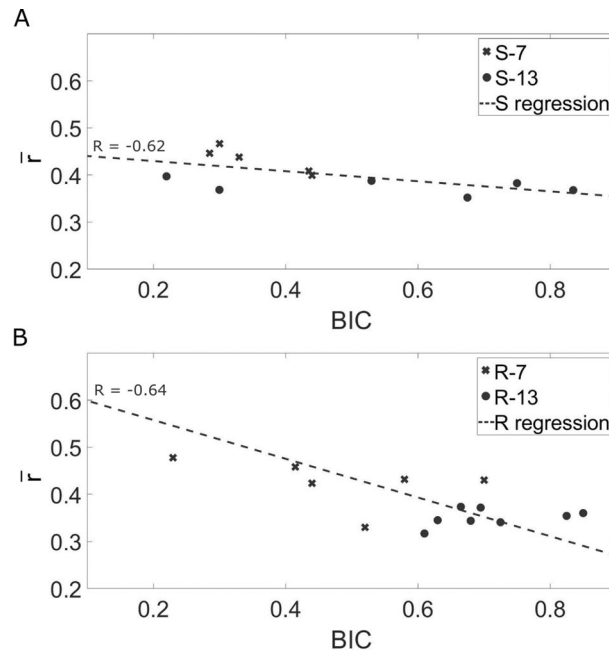 A
0.6
0.5
0.4
0.3
0.2
r̅
R = -0.62
S-7
S-13
S regression
0.2
0.4
0.6
0.8
BIC
B
0.6
0.5
0.4
0.3
0.2
r̅
R = -0.64
R-7
R-13
R regression
0.2
0.4
0.6
0.8
BIC